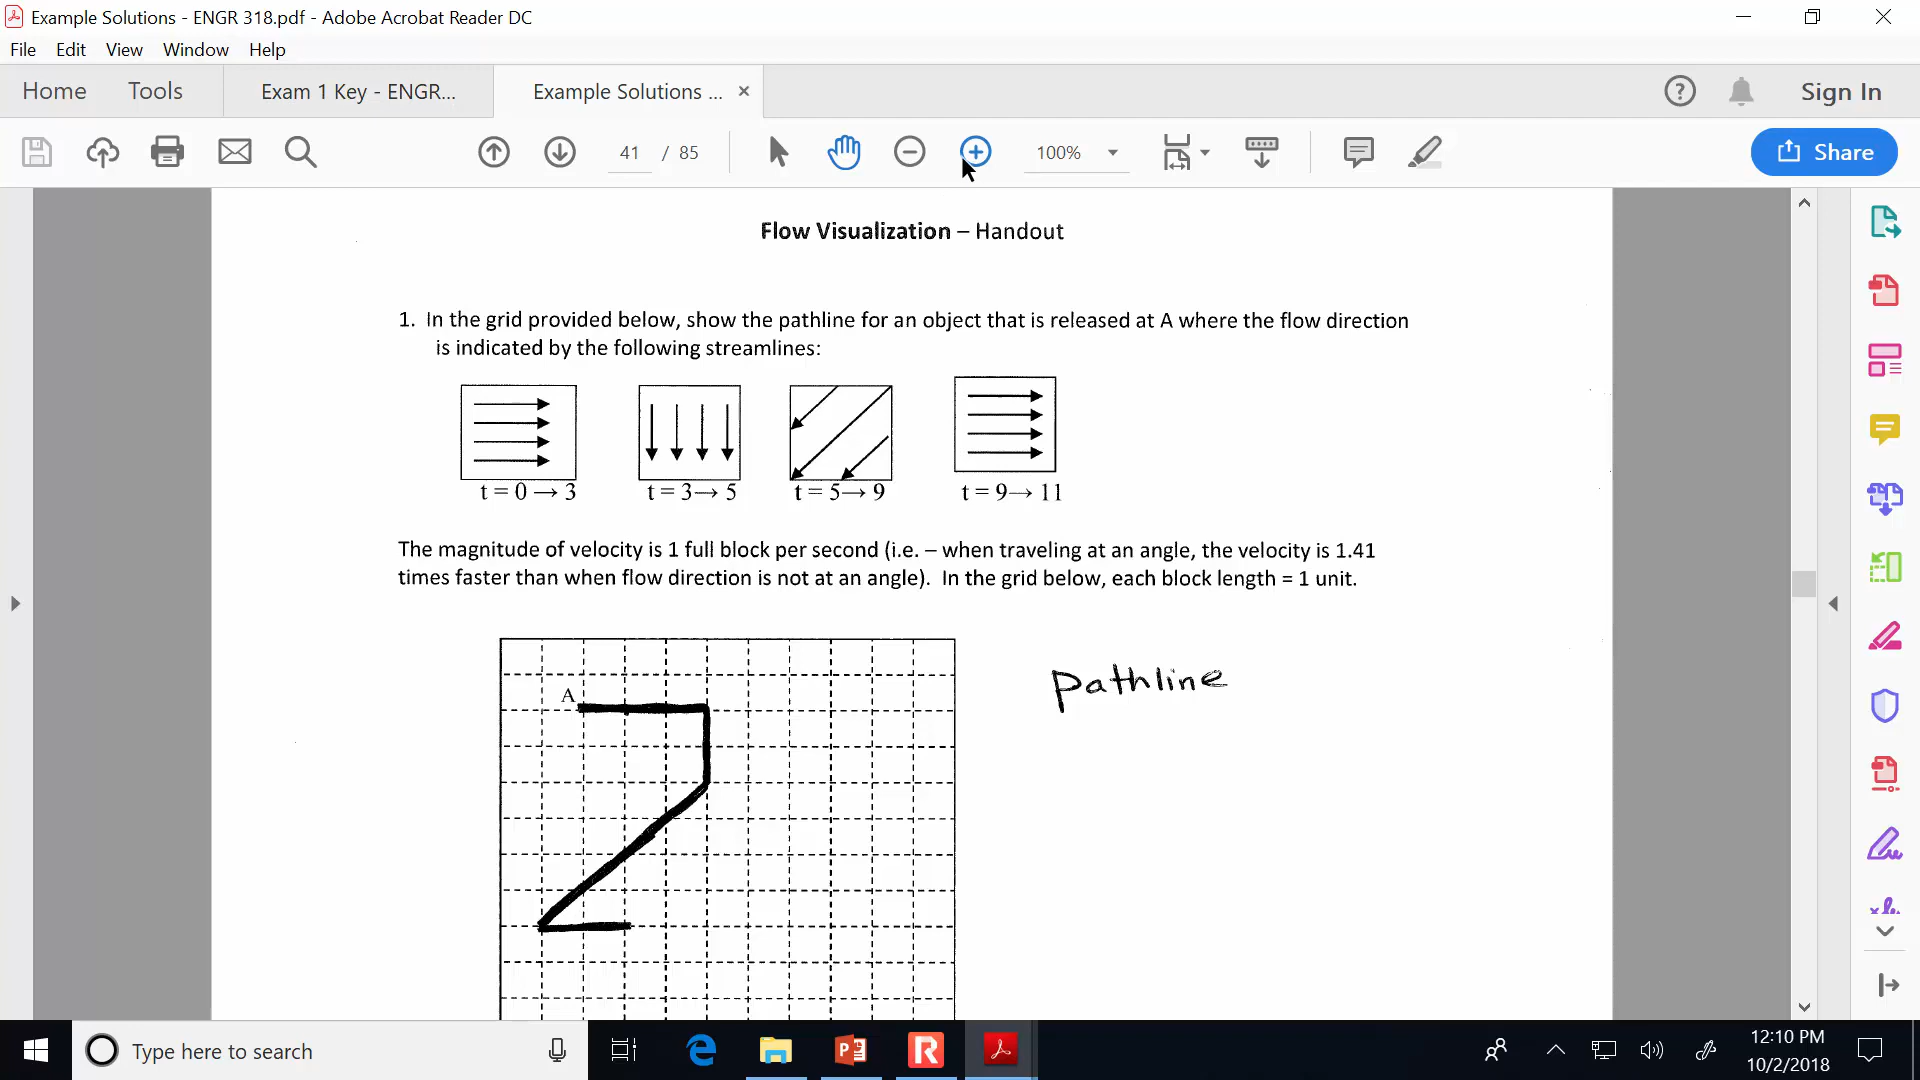 Example Solutions - ENGR 318.pdf - Adobe Acrobat Reader DC
File Edit View Window Help
Home Tools Exam 1 Key - ENGR... Example Solutions ... × ? Sign In
41 / 85 100% Share
Flow Visualization – Handout
1. In the grid provided below, show the pathline for an object that is released at A where the flow direction
is indicated by the following streamlines:
t = 0 → 3 t = 3→ 5 t = 5→ 9 t = 9→ 11
The magnitude of velocity is 1 full block per second (i.e. – when traveling at an angle, the velocity is 1.41
times faster than when flow direction is not at an angle). In the grid below, each block length = 1 unit.
A
Pathline
Type here to search
12:10 PM
10/2/2018